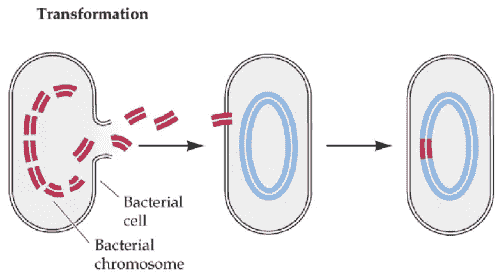 Transformation
Bacterial
cell
Bacterial
chromosome